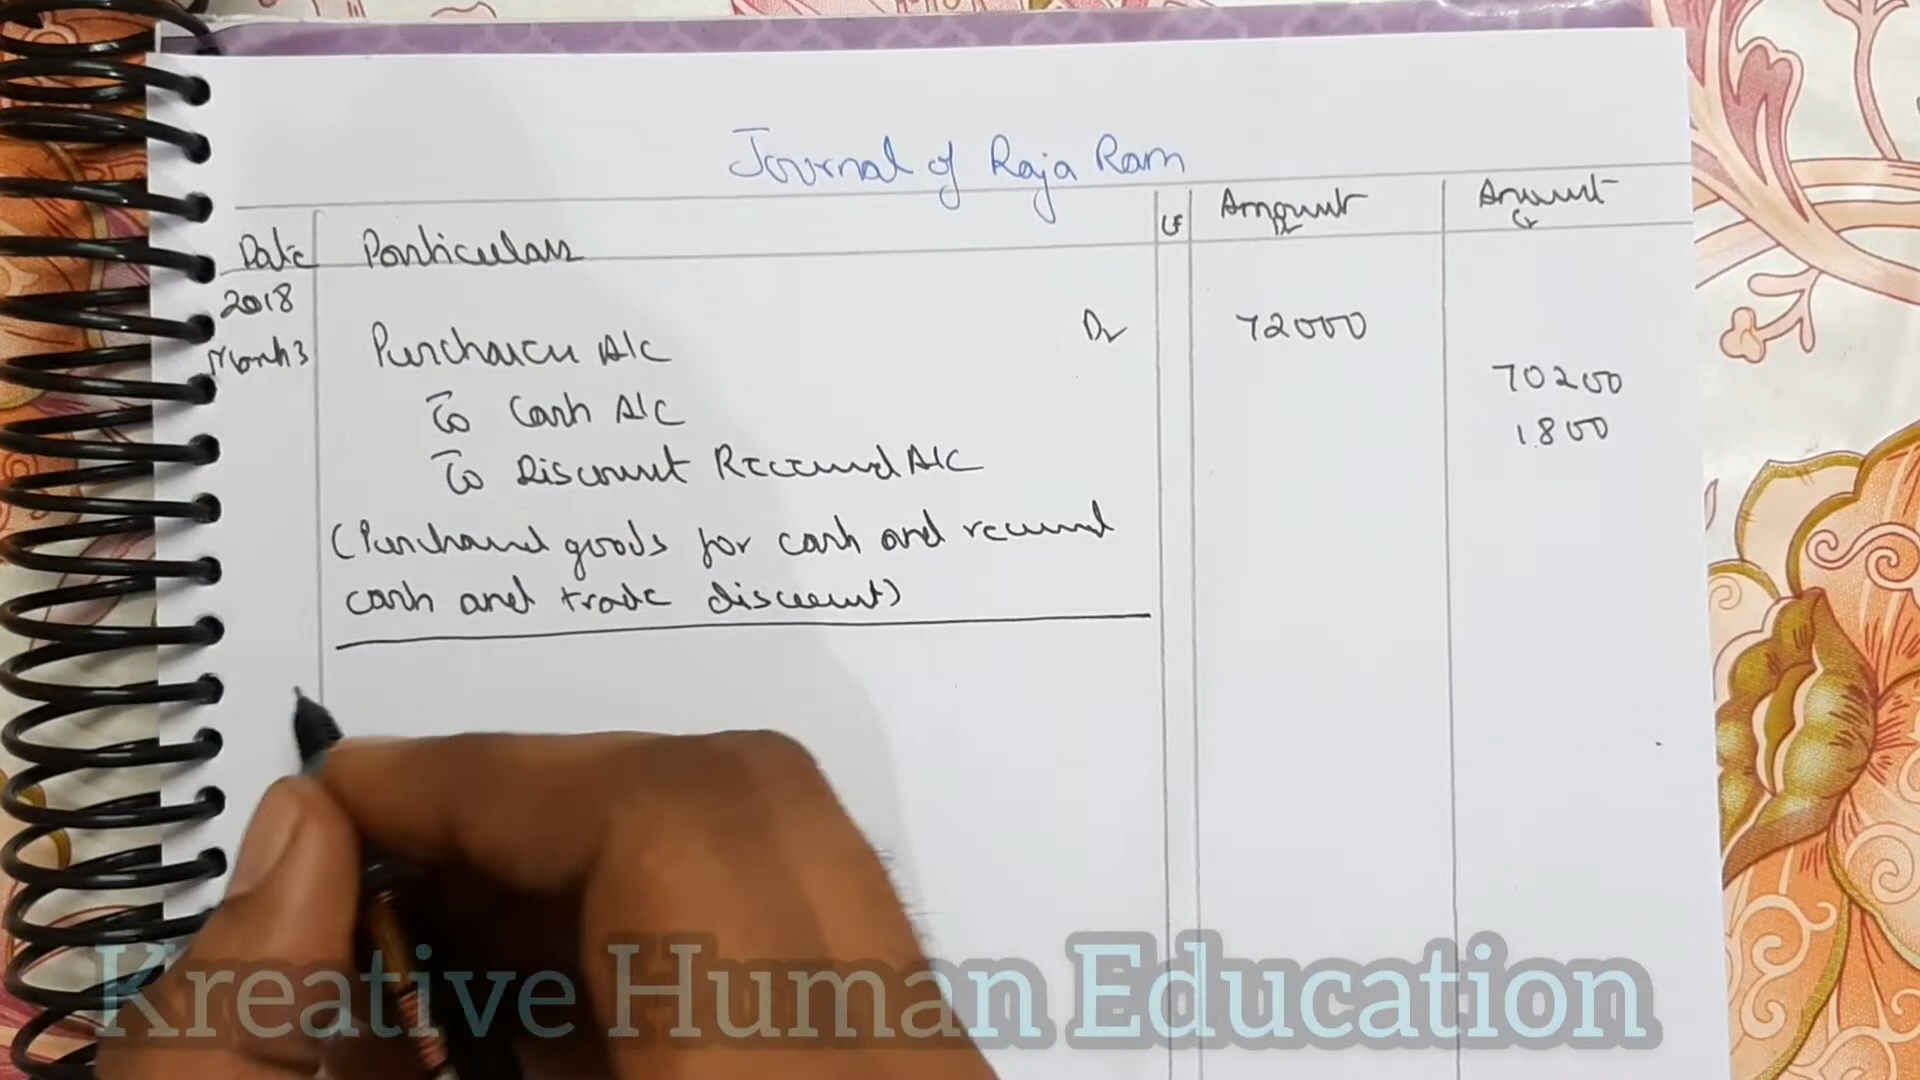 Journal of Raja Ram
Date Particulars LF Amount Dr Amount Cr
2018
March 3 Purchases A/C Dr 72000
To Cash A/C 70200
To Discount Received A/C 1800
(Purchased goods for cash and received
cash and trade discount)
Kreative Human Education